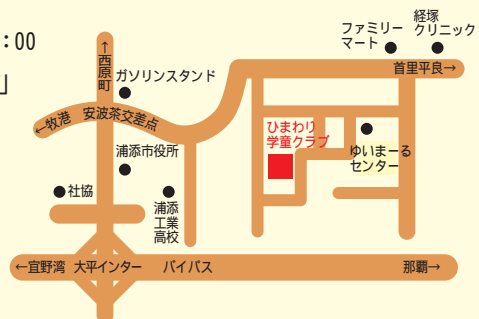 :00
」
↑西原町
ガソリンスタンド
ファミリー
マート
経塚
クリニック
首里平良→
←牧港 安波茶交差点
浦添市役所
ひまわり
学童クラブ
ゆいまーる
センター
社協
浦添
工業
高校
←宜野湾 大平インター バイパス 那覇→